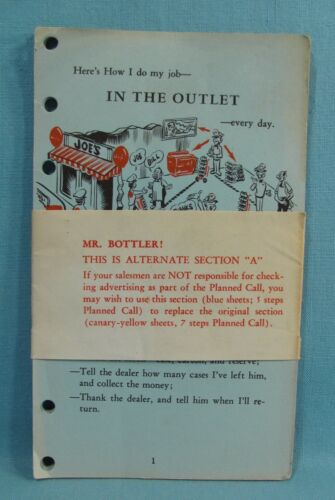 Here's How I do my job—
IN THE OUTLET
—every day.
JOE'S
JOB
BILL
MR. BOTTLER!
THIS IS ALTERNATE SECTION "A"
If your salesmen are NOT responsible for check-
ing advertising as part of the Planned Call, you
may wish to use this section (blue sheets; 5 steps
Planned Call) to replace the original section
(canary-yellow sheets, 7 steps Planned Call).
carton, and reserve;
—Tell the dealer how many cases I've left him,
and collect the money;
—Thank the dealer, and tell him when I'll re-
turn.
1